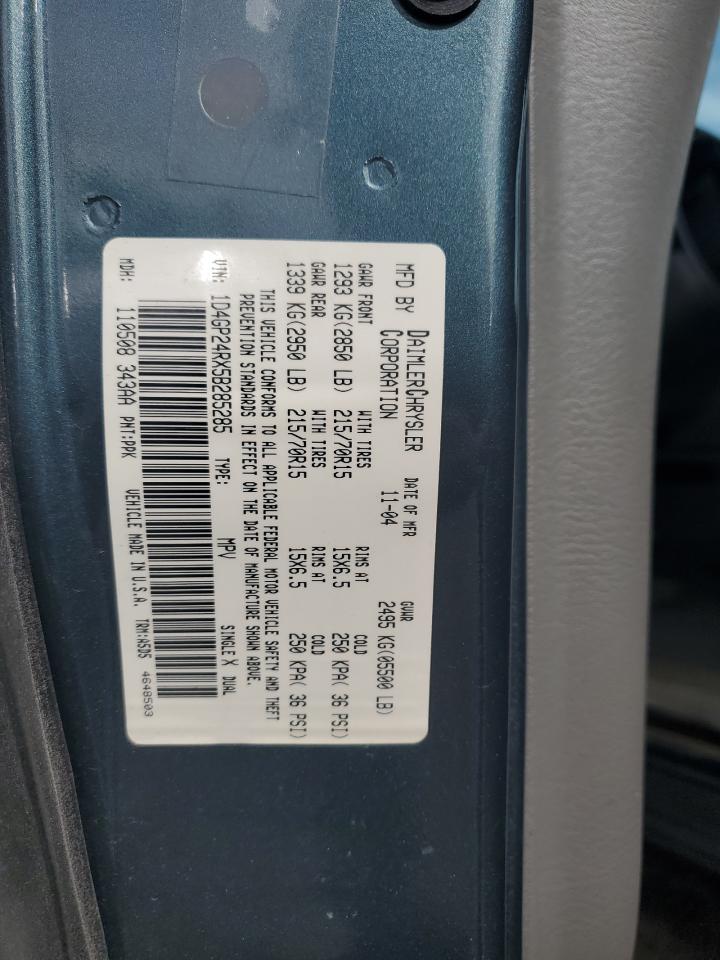 MFD BY DAIMLERCHRYSLER CORPORATION
DATE OF MFR 11-04
GVWR 2495 KG(05500 LB)
GAWR FRONT WITH TIRES RIMS AT COLD
1293 KG(2850 LB) 215/70R15 15X6.5 250 KPA( 36 PSI)
GAWR REAR WITH TIRES RIMS AT COLD
1339 KG(2950 LB) 215/70R15 15X6.5 250 KPA( 36 PSI)
THIS VEHICLE CONFORMS TO ALL APPLICABLE FEDERAL MOTOR VEHICLE SAFETY AND THEFT
PREVENTION STANDARDS IN EFFECT ON THE DATE OF MANUFACTURE SHOWN ABOVE.
VIN: 1D4GP24RX5B285285 TYPE: MPV SINGLE X DUAL
MDH: 110508 343AA PNT:PPK VEHICLE MADE IN U.S.A. TRM:ASD5 4648503